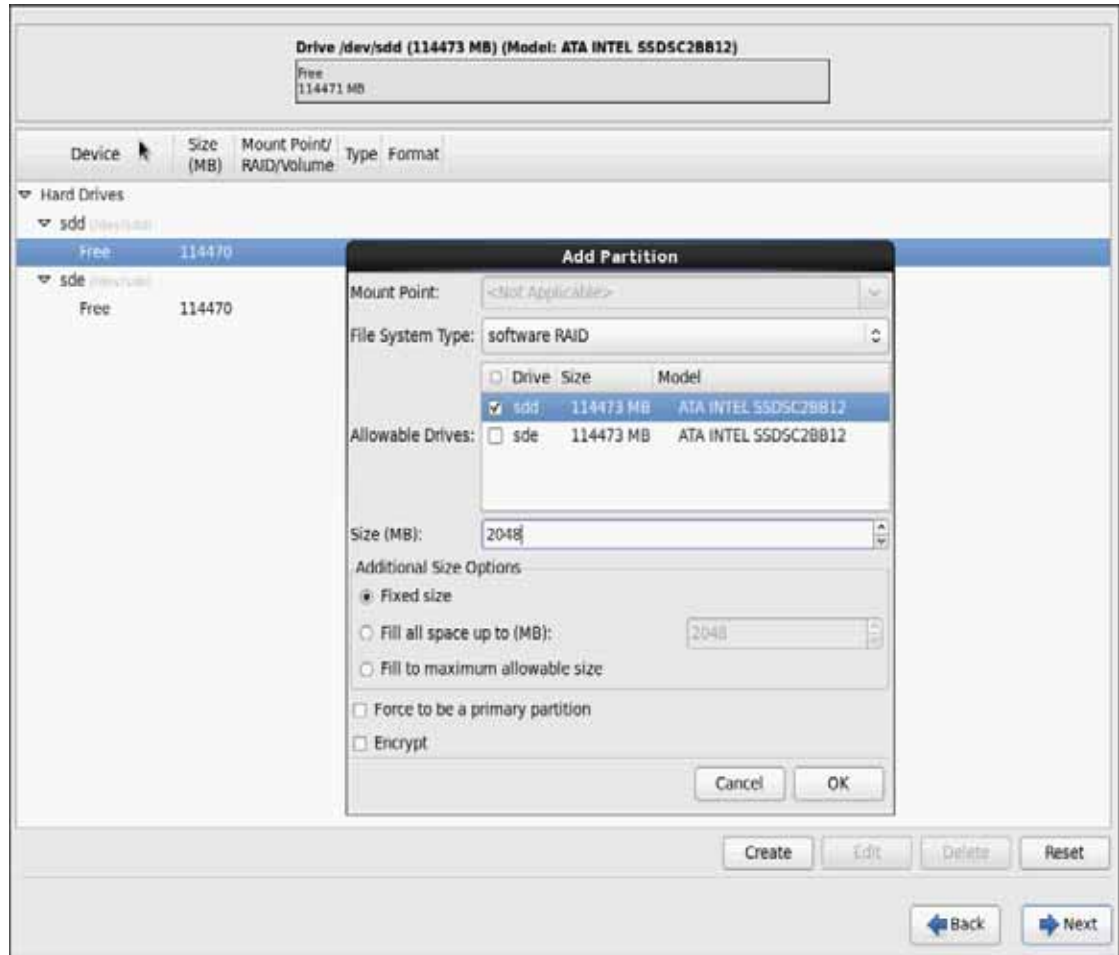 Drive /dev/sdd (114473 MB) (Model: ATA INTEL SSDSC2BB12)
Free
114471 MB
Device Size (MB) Mount Point/ RAID/Volume Type Format
Hard Drives
sdd (/dev/sdd)
Free 114470
sde
Free 114470
Add Partition
Mount Point: <Not Applicable>
File System Type: software RAID
Allowable Drives:
Drive Size Model
sdd 114473 MB ATA INTEL SSDSC2BB12
sde 114473 MB ATA INTEL SSDSC2BB12
Size (MB): 2048
Additional Size Options
Fixed size
Fill all space up to (MB): 2048
Fill to maximum allowable size
Force to be a primary partition
Encrypt
Cancel OK
Create Edit Delete Reset
Back Next